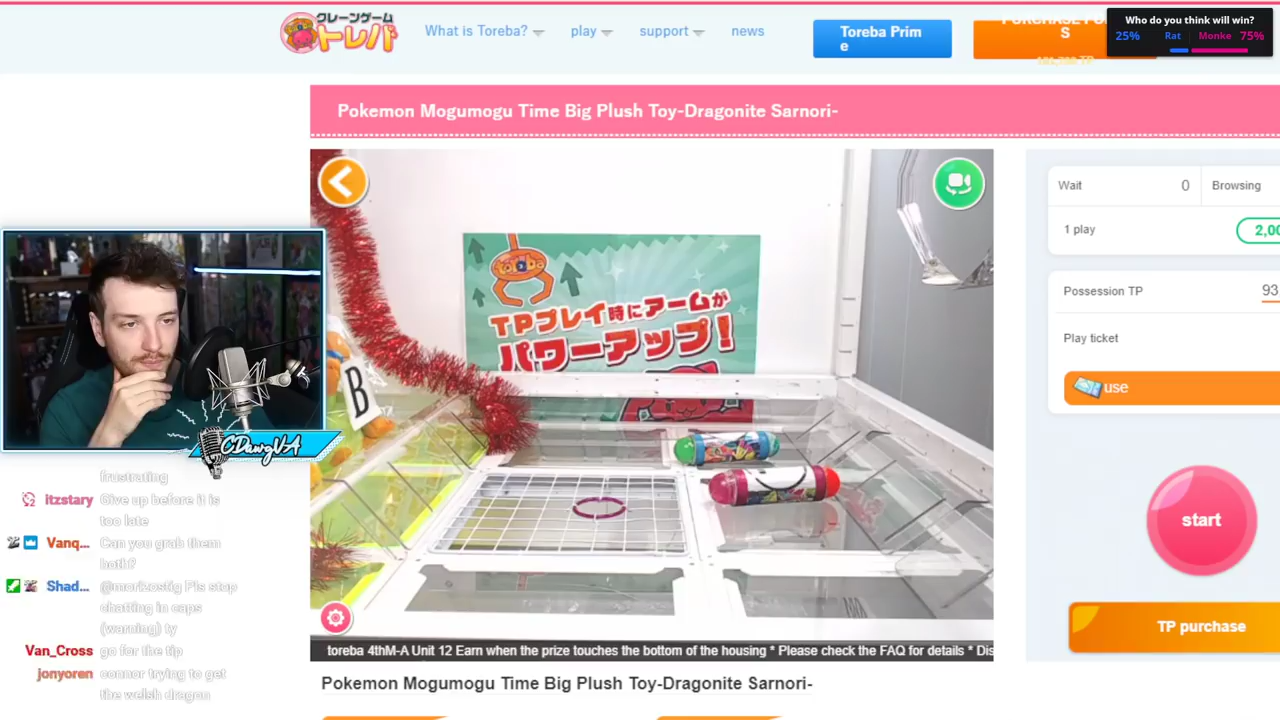 クレーンゲーム
トレバ
What is Toreba?
play
support
news
Toreba Prim
e
S
Who do you think will win?
25% Rat Monke 75%
Pokemon Mogumogu Time Big Plush Toy-Dragonite Sarnori-
toreba
TPプレイ時にアームが
パワーアップ!
B
Wait 0 Browsing
1 play 2,00
Possession TP 93
Play ticket
use
start
TP purchase
CDawgVA
frustrating
itzstary Give up before it is
too late
Vanq... Can you grab them
both?
Shad... @morizostig Pls stop
chatting in caps
(warning) ty
Van_Cross go for the tip
jonyoren connor trying to get
the welsh dragon
toreba 4thM-A Unit 12 Earn when the prize touches the bottom of the housing * Please check the FAQ for details * Dis
Pokemon Mogumogu Time Big Plush Toy-Dragonite Sarnori-